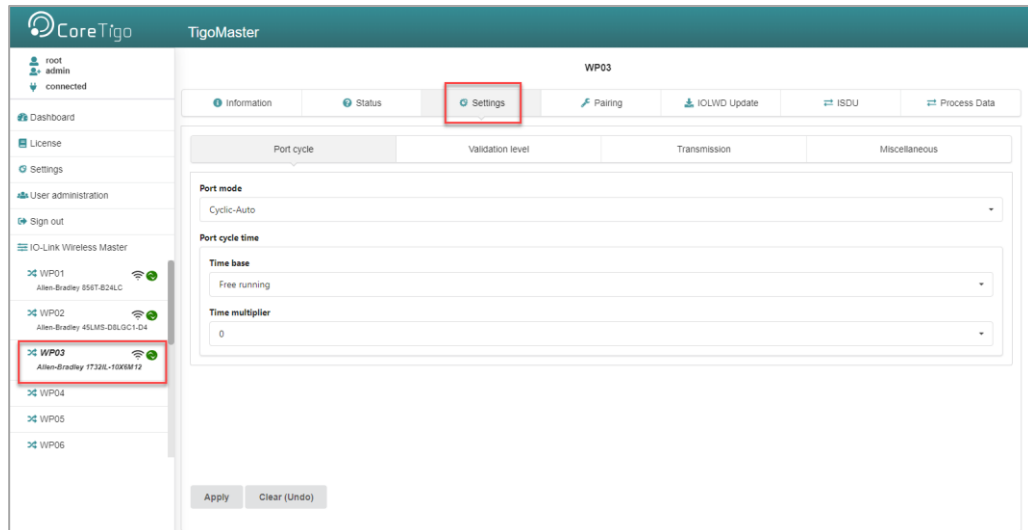 CoreTigo
TigoMaster
root
admin
connected
Dashboard
License
Settings
User administration
Sign out
IO-Link Wireless Master
WP01
Allen-Bradley 856T-B24LC
WP02
Allen-Bradley 45LMS-D8LGC1-D4
WP03
Allen-Bradley 1732IL-10X6M12
WP04
WP05
WP06
WP03
Information
Status
Settings
Pairing
IOLWD Update
ISDU
Process Data
Port cycle
Validation level
Transmission
Miscellaneous
Port mode
Cyclic-Auto
Port cycle time
Time base
Free running
Time multiplier
0
Apply
Clear (Undo)